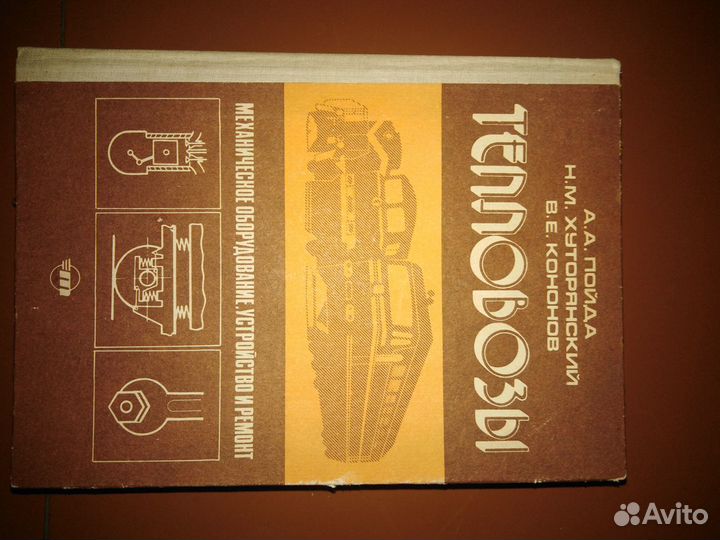 А.А. ПОЙДА
Н.М. ХУТОРЯНСКИЙ
В.Е. КОНОНОВ
ТЕПЛОВОЗЫ
МЕХАНИЧЕСКОЕ ОБОРУДОВАНИЕ, УСТРОЙСТВО И РЕМОНТ
Avito